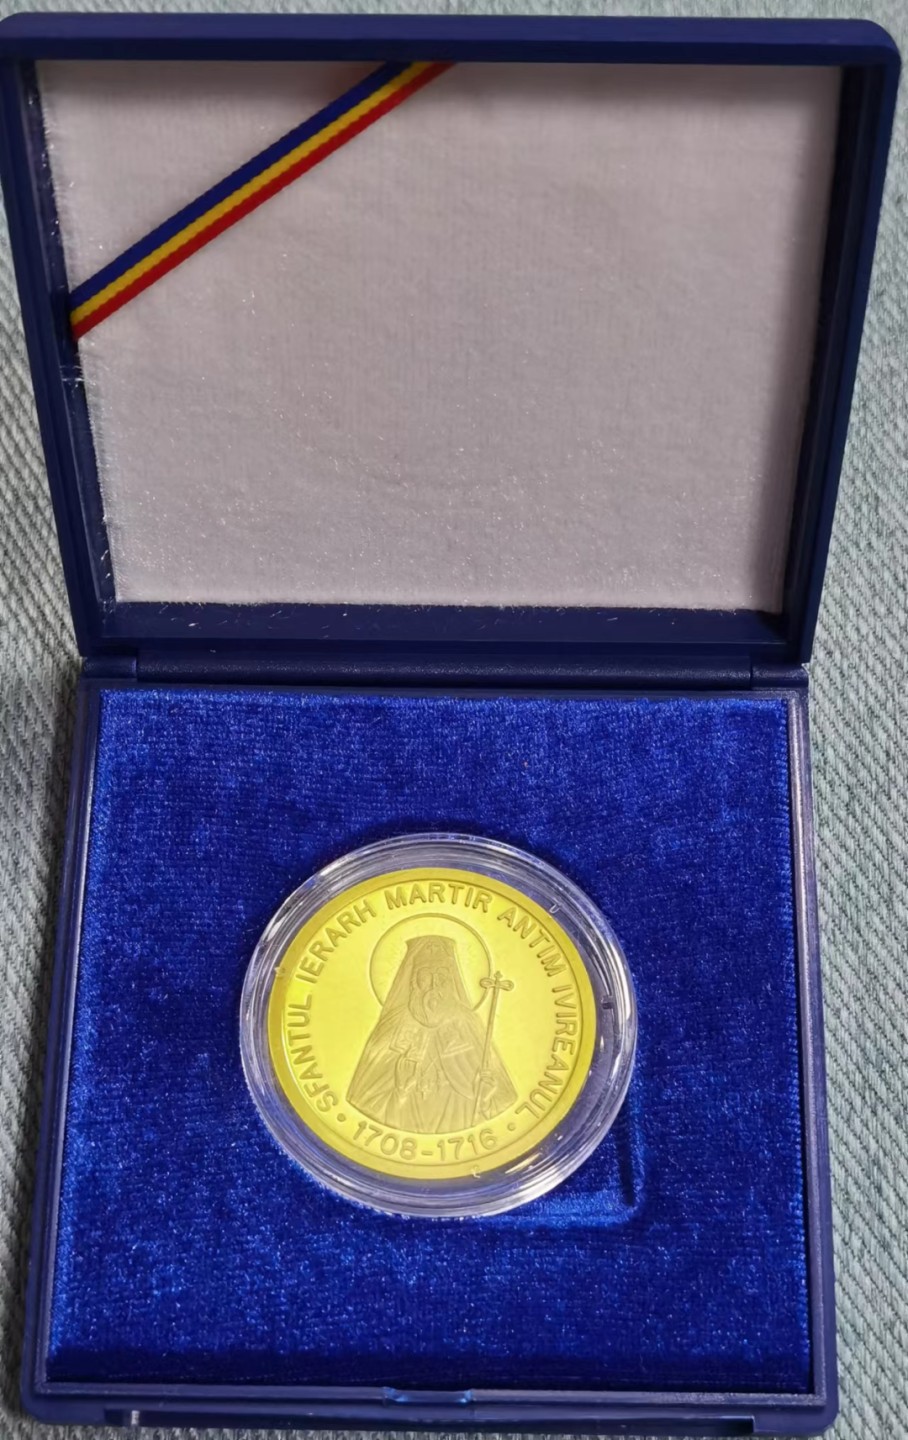 SFANTUL IERARH MARTIR ANTIM IVIREANUL
• 1708-1716 •